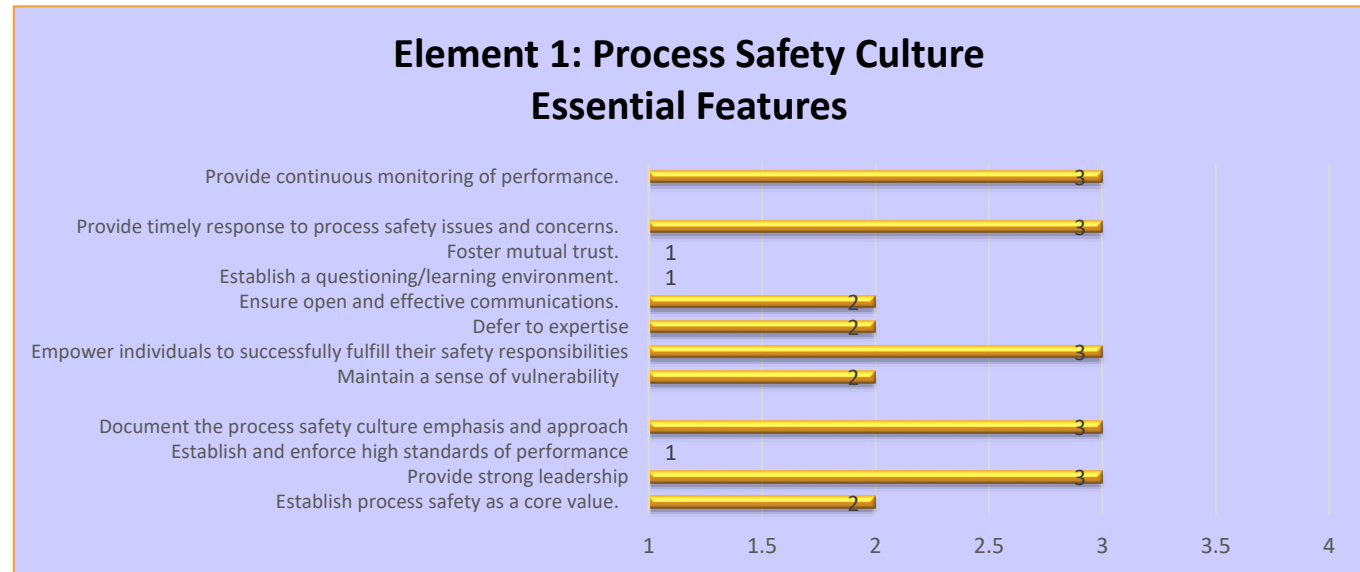 Element 1: Process Safety Culture
Essential Features
Provide continuous monitoring of performance. 3
Provide timely response to process safety issues and concerns. 3
Foster mutual trust. 1
Establish a questioning/learning environment. 1
Ensure open and effective communications. 2
Defer to expertise 2
Empower individuals to successfully fulfill their safety responsibilities 3
Maintain a sense of vulnerability 2
Document the process safety culture emphasis and approach 3
Establish and enforce high standards of performance 1
Provide strong leadership 3
Establish process safety as a core value. 2
1 1.5 2 2.5 3 3.5 4